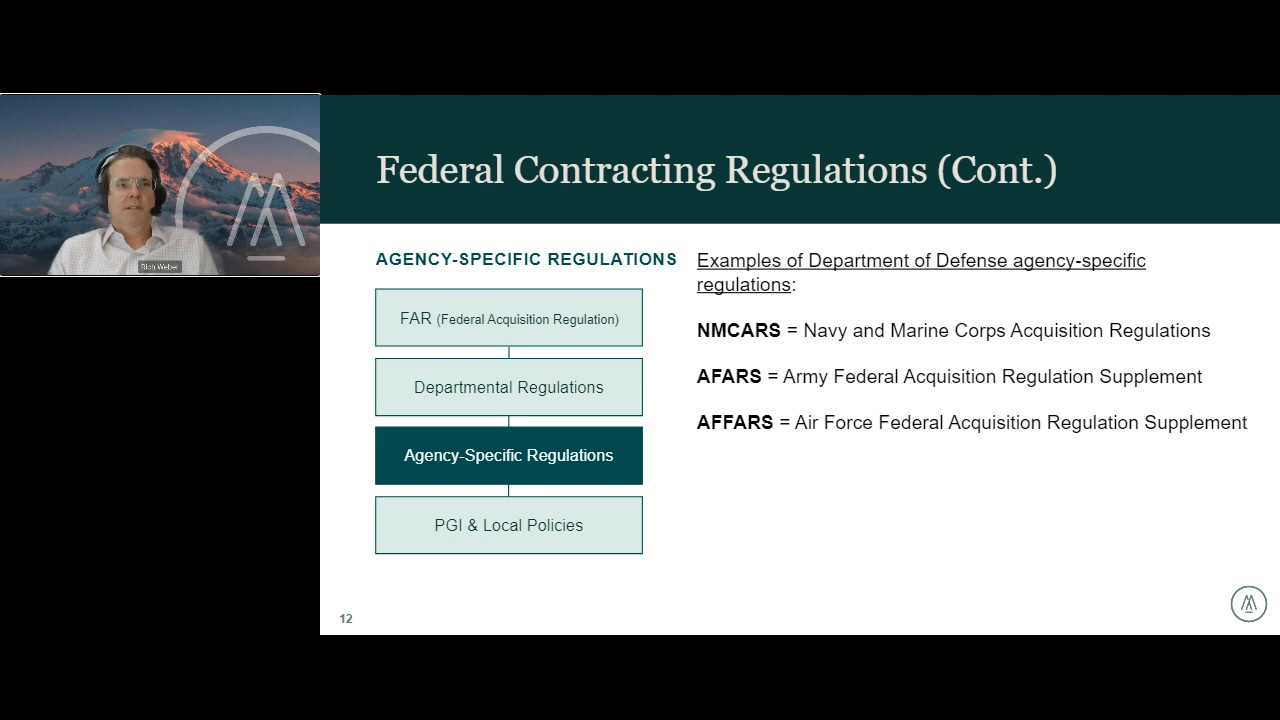 Rich Weber
Federal Contracting Regulations (Cont.)
AGENCY-SPECIFIC REGULATIONS
FAR (Federal Acquisition Regulation)
Departmental Regulations
Agency-Specific Regulations
PGI & Local Policies
Examples of Department of Defense agency-specific
regulations:
NMCARS = Navy and Marine Corps Acquisition Regulations
AFARS = Army Federal Acquisition Regulation Supplement
AFFARS = Air Force Federal Acquisition Regulation Supplement
12